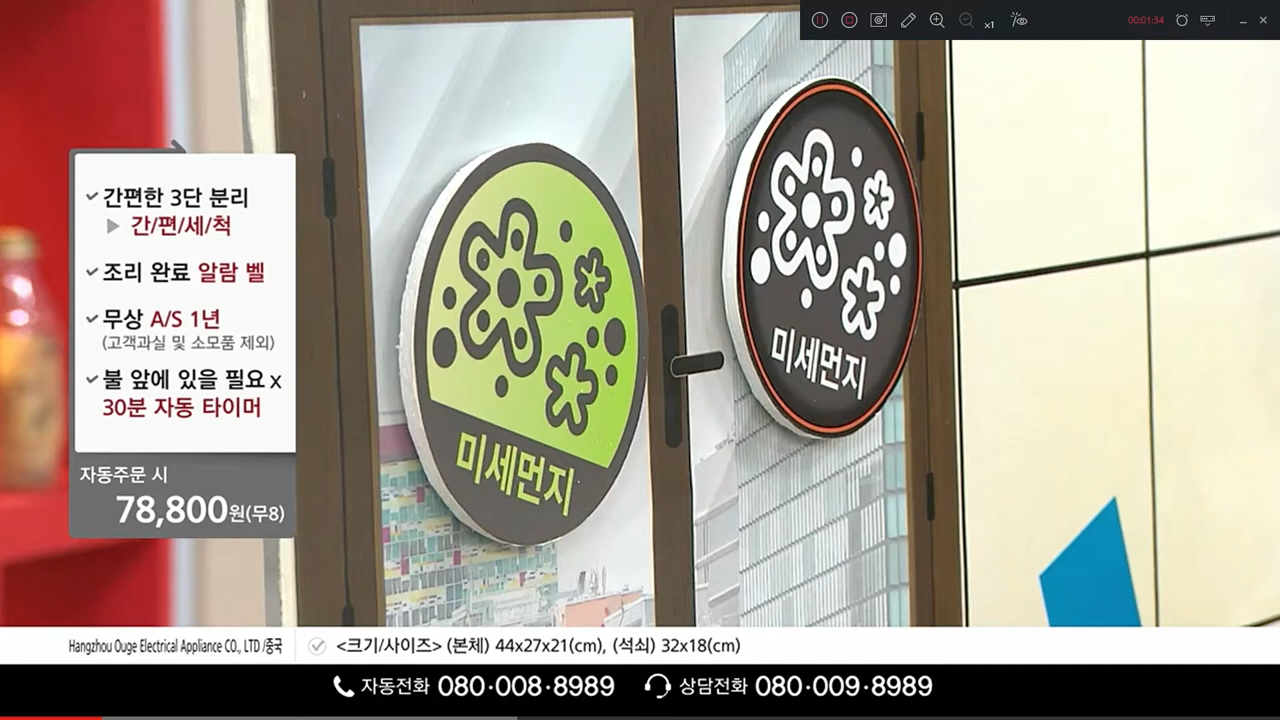 x1
00:01:34
간편한 3단 분리
간/편/세/척
조리 완료 알람 벨
무상 A/S 1년
(고객과실 및 소모품 제외)
불 앞에 있을 필요 x
30분 자동 타이머
자동주문 시
78,800원(무8)
미세먼지
미세먼지
Hangzhou Ouge Electrical Appliance CO., LTD /중국
<크기/사이즈> (본체) 44x27x21(cm), (석쇠) 32x18(cm)
자동전화 080·008·8989 상담전화 080·009·8989